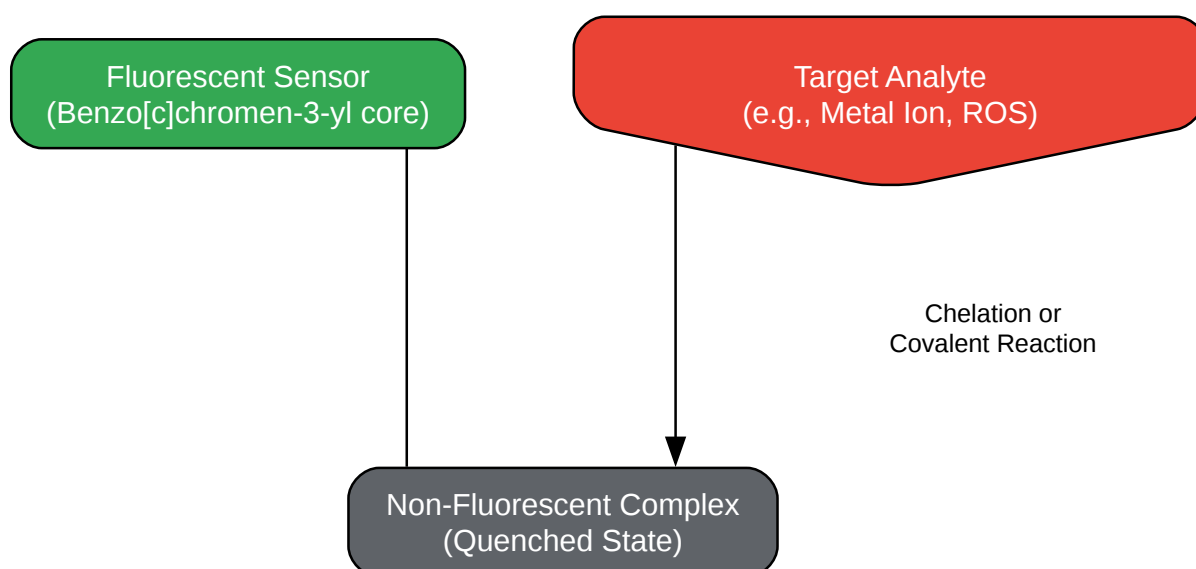 Fluorescent Sensor
(Benzo[c]chromen-3-yl core)
Target Analyte
(e.g., Metal Ion, ROS)
Chelation or
Covalent Reaction
Non-Fluorescent Complex
(Quenched State)